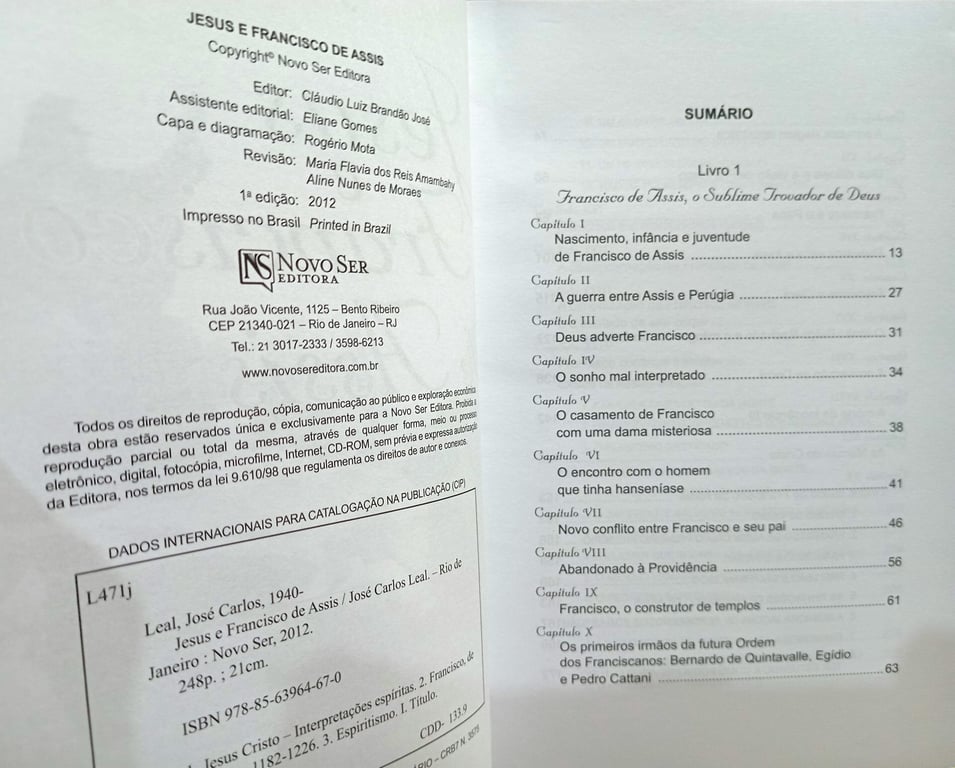 JESUS E FRANCISCO DE ASSIS
Copyright© Novo Ser Editora
Editor: Cláudio Luiz Brandão José
Assistente editorial: Eliane Gomes
Capa e diagramação: Rogério Mota
Revisão: Maria Flavia dos Reis Amambahy
Aline Nunes de Moraes
1ª edição: 2012
Impresso no Brasil Printed in Brazil
NS NOVO SER
EDITORA
Rua João Vicente, 1125 – Bento Ribeiro
CEP 21340-021 – Rio de Janeiro – RJ
Tel.: 21 3017-2333 / 3598-6213
www.novosereditora.com.br
Todos os direitos de reprodução, cópia, comunicação ao público e exploração econômica
desta obra estão reservados única e exclusivamente para a Novo Ser Editora. Proibida a
reprodução parcial ou total da mesma, através de qualquer forma, meio ou processo
eletrônico, digital, fotocópia, microfilme, Internet, CD-ROM, sem prévia e expressa autorização
da Editora, nos termos da lei 9.610/98 que regulamenta os direitos de autor e conexos.
DADOS INTERNACIONAIS PARA CATALOGAÇÃO NA PUBLICAÇÃO (CIP)
L471j
Leal, José Carlos, 1940-
Jesus e Francisco de Assis / José Carlos Leal. – Rio de
Janeiro : Novo Ser, 2012.
248p. ; 21cm.
ISBN 978-85-63964-67-0
Jesus Cristo – Interpretações espíritas. 2. Francisco, de
1182-1226. 3. Espiritismo. I. Título.
CDD- 133.9
– CRB7 N. 3575
SUMÁRIO
Livro 1
Francisco de Assis, o Sublime Trovador de Deus
Capítulo I
Nascimento, infância e juventude
de Francisco de Assis 13
Capítulo II
A guerra entre Assis e Perúgia 27
Capítulo III
Deus adverte Francisco 31
Capítulo IV
O sonho mal interpretado 34
Capítulo V
O casamento de Francisco
com uma dama misteriosa 38
Capítulo VI
O encontro com o homem
que tinha hanseníase 41
Capítulo VII
Novo conflito entre Francisco e seu pai 46
Capítulo VIII
Abandonado à Providência 56
Capítulo IX
Francisco, o construtor de templos 61
Capítulo X
Os primeiros irmãos da futura Ordem
dos Franciscanos: Bernardo de Quintavalle, Egídio
e Pedro Cattani 63